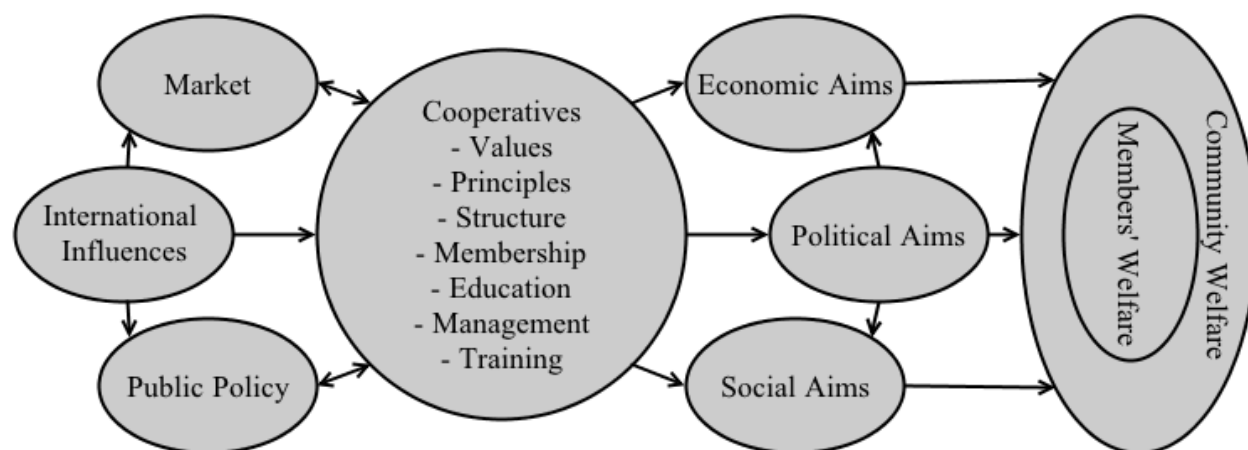 Market
International
Influences
Public Policy
Cooperatives
- Values
- Principles
- Structure
- Membership
- Education
- Management
- Training
Economic Aims
Political Aims
Social Aims
Members' Welfare
Community Welfare